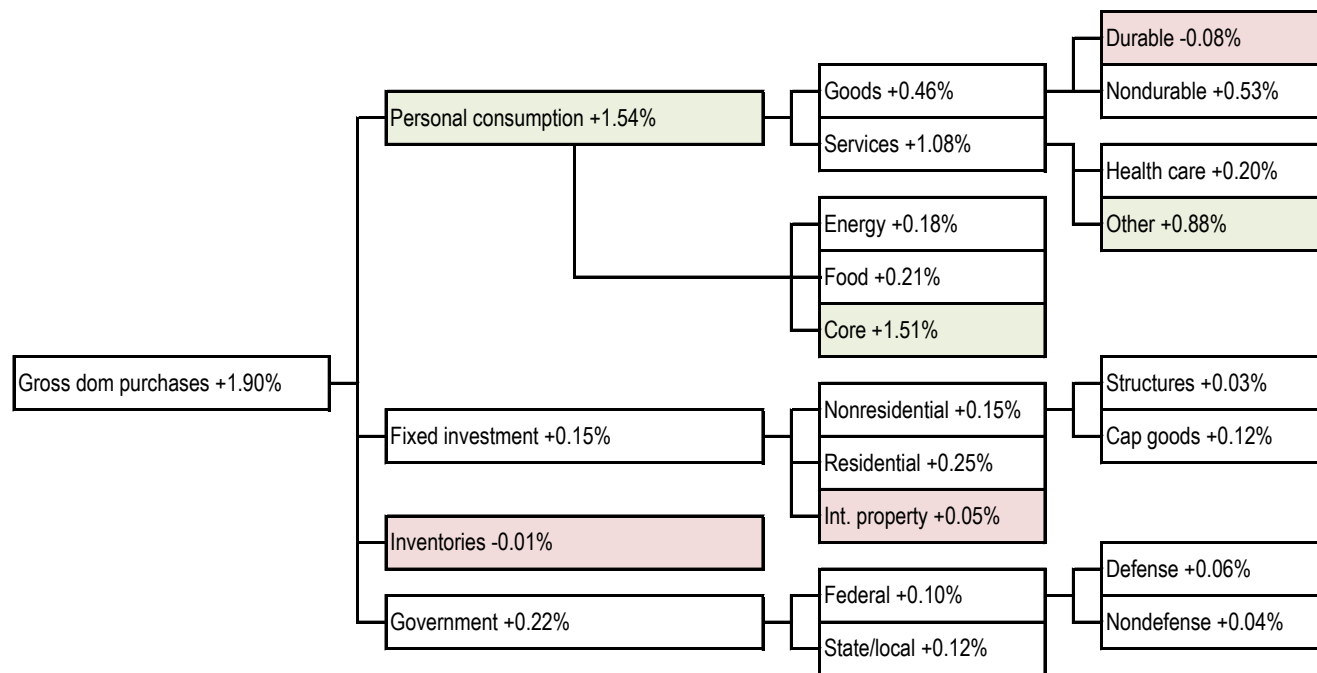 Durable -0.08%
Goods +0.46%
Nondurable +0.53%
Personal consumption +1.54%
Services +1.08%
Health care +0.20%
Energy +0.18%
Other +0.88%
Food +0.21%
Core +1.51%
Gross dom purchases +1.90%
Structures +0.03%
Nonresidential +0.15%
Fixed investment +0.15%
Cap goods +0.12%
Residential +0.25%
Int. property +0.05%
Inventories -0.01%
Defense +0.06%
Federal +0.10%
Government +0.22%
Nondefense +0.04%
State/local +0.12%